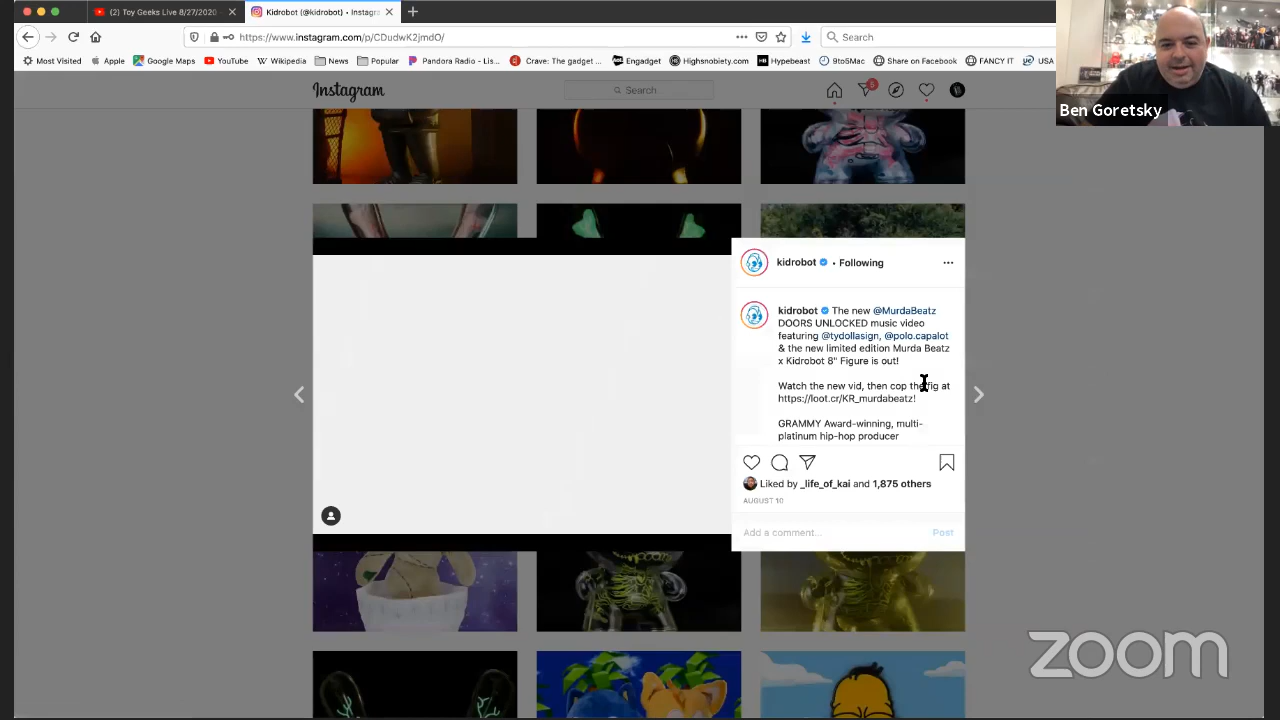 (2) Toy Geeks Live 8/27/2020
Kidrobot (@kidrobot) • Instagra
https://www.instagram.com/p/CDudwK2jmdO/
Search
Most Visited
Apple
Google Maps
YouTube
Wikipedia
News
Popular
Pandora Radio - Lis...
Crave: The gadget ...
Engadget
Highsnobiety.com
Hypebeast
9to5Mac
Share on Facebook
FANCY IT
USA
Ben Goretsky
Instagram
Search
5
kidrobot • Following
kidrobot The new @MurdaBeatz
DOORS UNLOCKED music video
featuring @tydollasign, @polo.capalot
& the new limited edition Murda Beatz
x Kidrobot 8" Figure is out!
Watch the new vid, then cop the fig at
https://loot.cr/KR_murdabeatz!
GRAMMY Award-winning, multi-
platinum hip-hop producer
Liked by _life_of_kai and 1,875 others
AUGUST 10
Add a comment...
Post
zoom